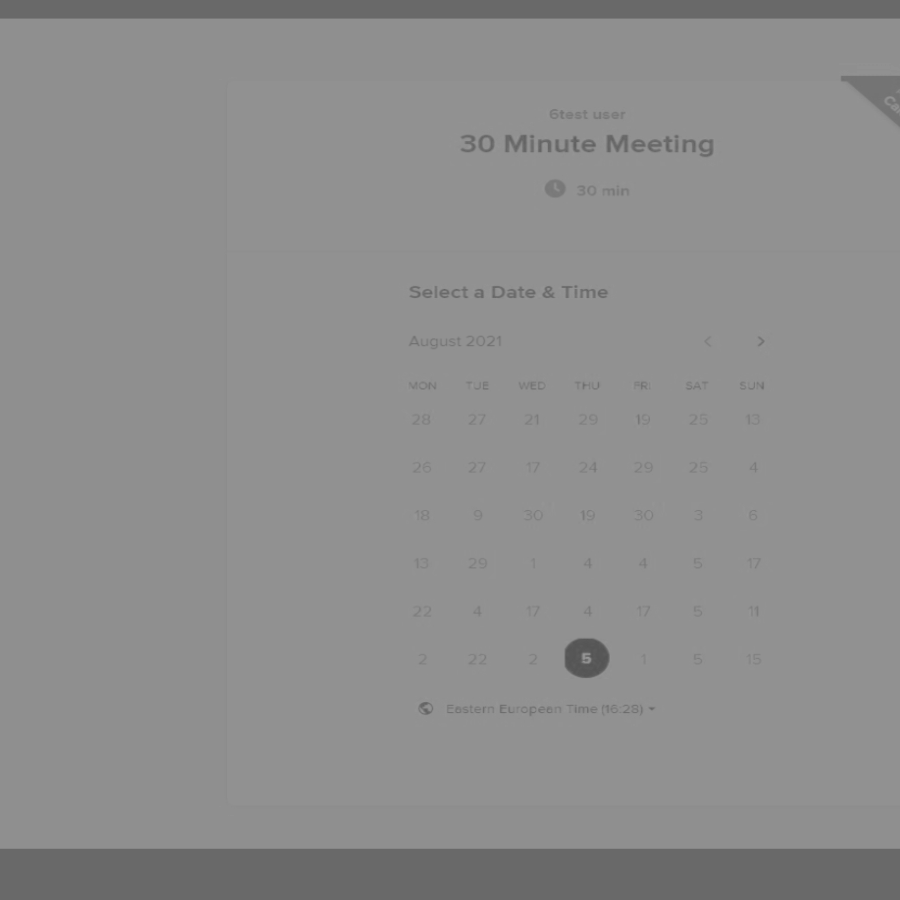 6test user
30 Minute Meeting
30 min
Select a Date & Time
August 2021
MON TUE WED THU FRI SAT SUN
28 27 21 29 19 25 13
26 27 17 24 29 25 4
18 9 30 19 30 3 6
13 29 1 4 4 5 17
22 4 17 4 17 5 11
2 22 2 5 1 5 15
Eastern European Time (16:28)